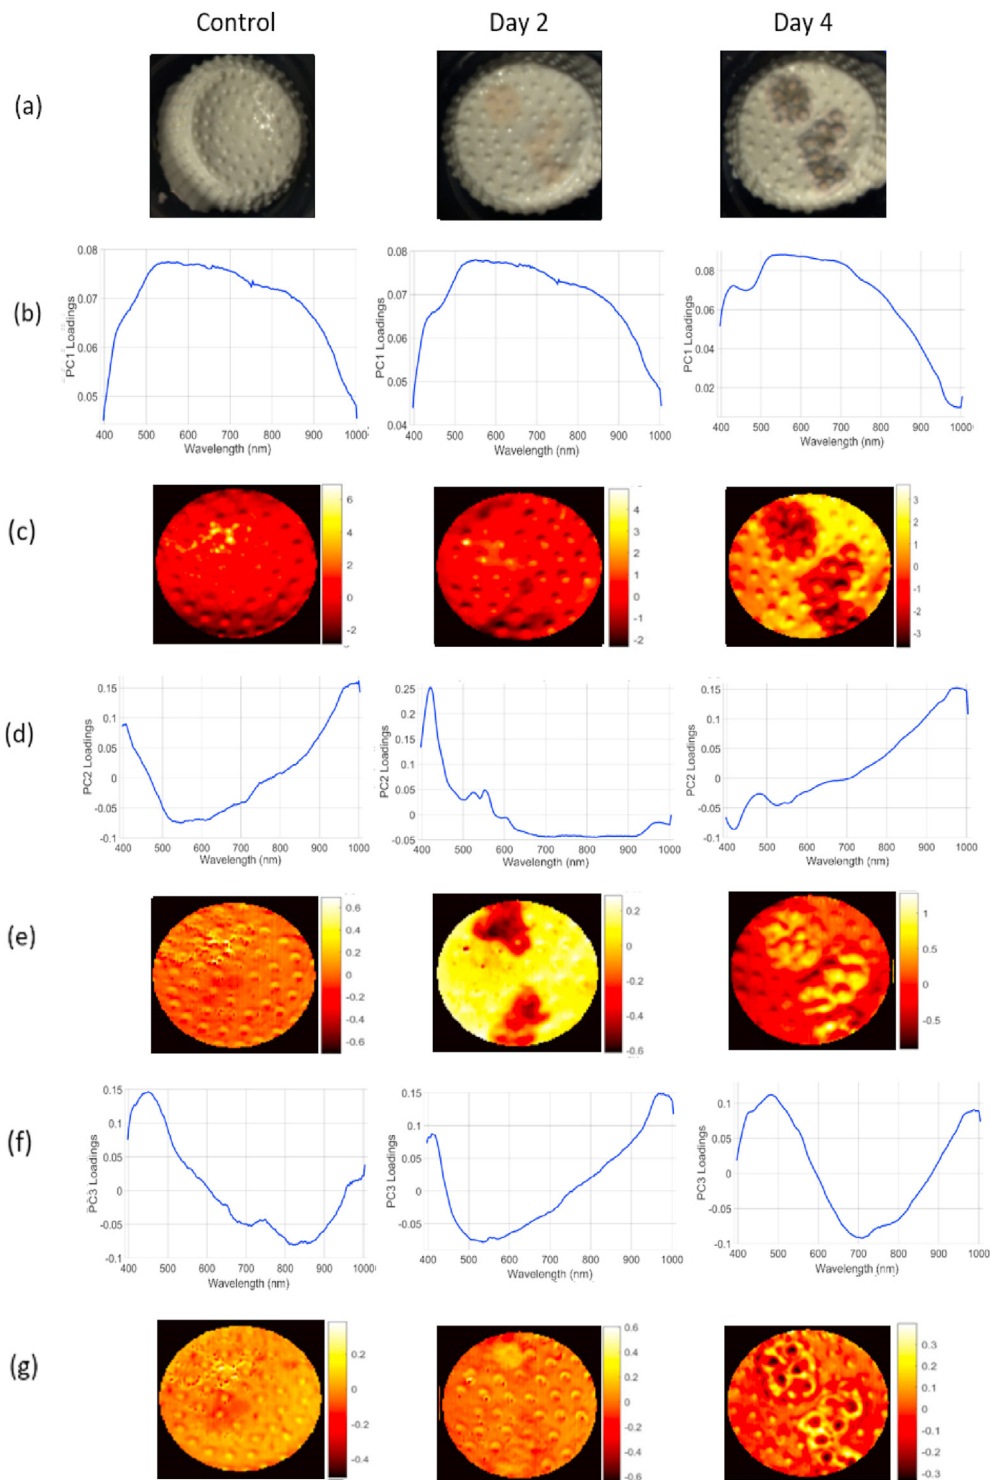 Control Day 2 Day 4
(a)
(b)
0.08 0.07 0.06 0.05
PC1 Loadings
400 500 600 700 800 900 1000
Wavelength (nm)
0.08 0.07 0.06 0.05 0.04
PC1 Loadings
400 500 600 700 800 900 1000
Wavelength (nm)
0.08 0.06 0.04 0.02
PC1 Loadings
400 500 600 700 800 900 1000
Wavelength (nm)
(c)
6 4 2 0 -2
4 3 2 1 0 -1 -2
3 2 1 0 -1 -2 -3
(d)
0.15 0.1 0.05 0 -0.05 -0.1
PC2 Loadings
400 500 600 700 800 900 1000
Wavelength (nm)
0.25 0.2 0.15 0.1 0.05 0 -0.05
PC2 Loadings
400 500 600 700 800 900 1000
Wavelength (nm)
0.15 0.1 0.05 0 -0.05 -0.1
PC2 Loadings
400 500 600 700 800 900 1000
Wavelength (nm)
(e)
0.6 0.4 0.2 0 -0.2 -0.4 -0.6
0.2 0 -0.2 -0.4 -0.6
1 0.5 0 -0.5
(f)
0.15 0.1 0.05 0 -0.05 -0.1
PC3 Loadings
400 500 600 700 800 900 1000
Wavelength (nm)
0.15 0.1 0.05 0 -0.05
PC3 Loadings
400 500 600 700 800 900 1000
Wavelength (nm)
0.15 0.1 0.05 0 -0.05 -0.1
PC3 Loadings
400 500 600 700 800 900 1000
Wavelength (nm)
(g)
0.2 0 -0.2 -0.4
0.6 0.4 0.2 0 -0.2 -0.4 -0.6
0.3 0.2 0.1 0 -0.1 -0.2 -0.3